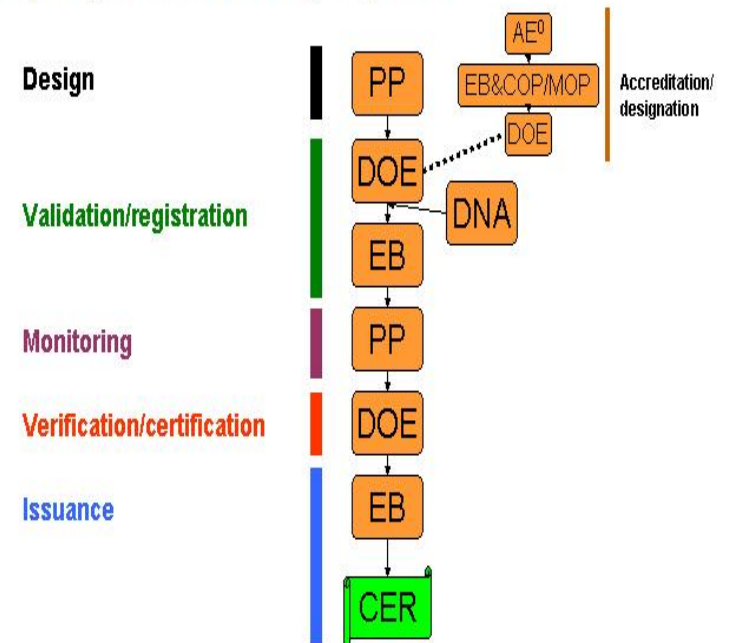 AE⁰
Design
PP
EB&COP/MOP
Accreditation/
designation
DOE
DOE
Validation/registration
DNA
EB
Monitoring
PP
Verification/certification
DOE
Issuance
EB
CER